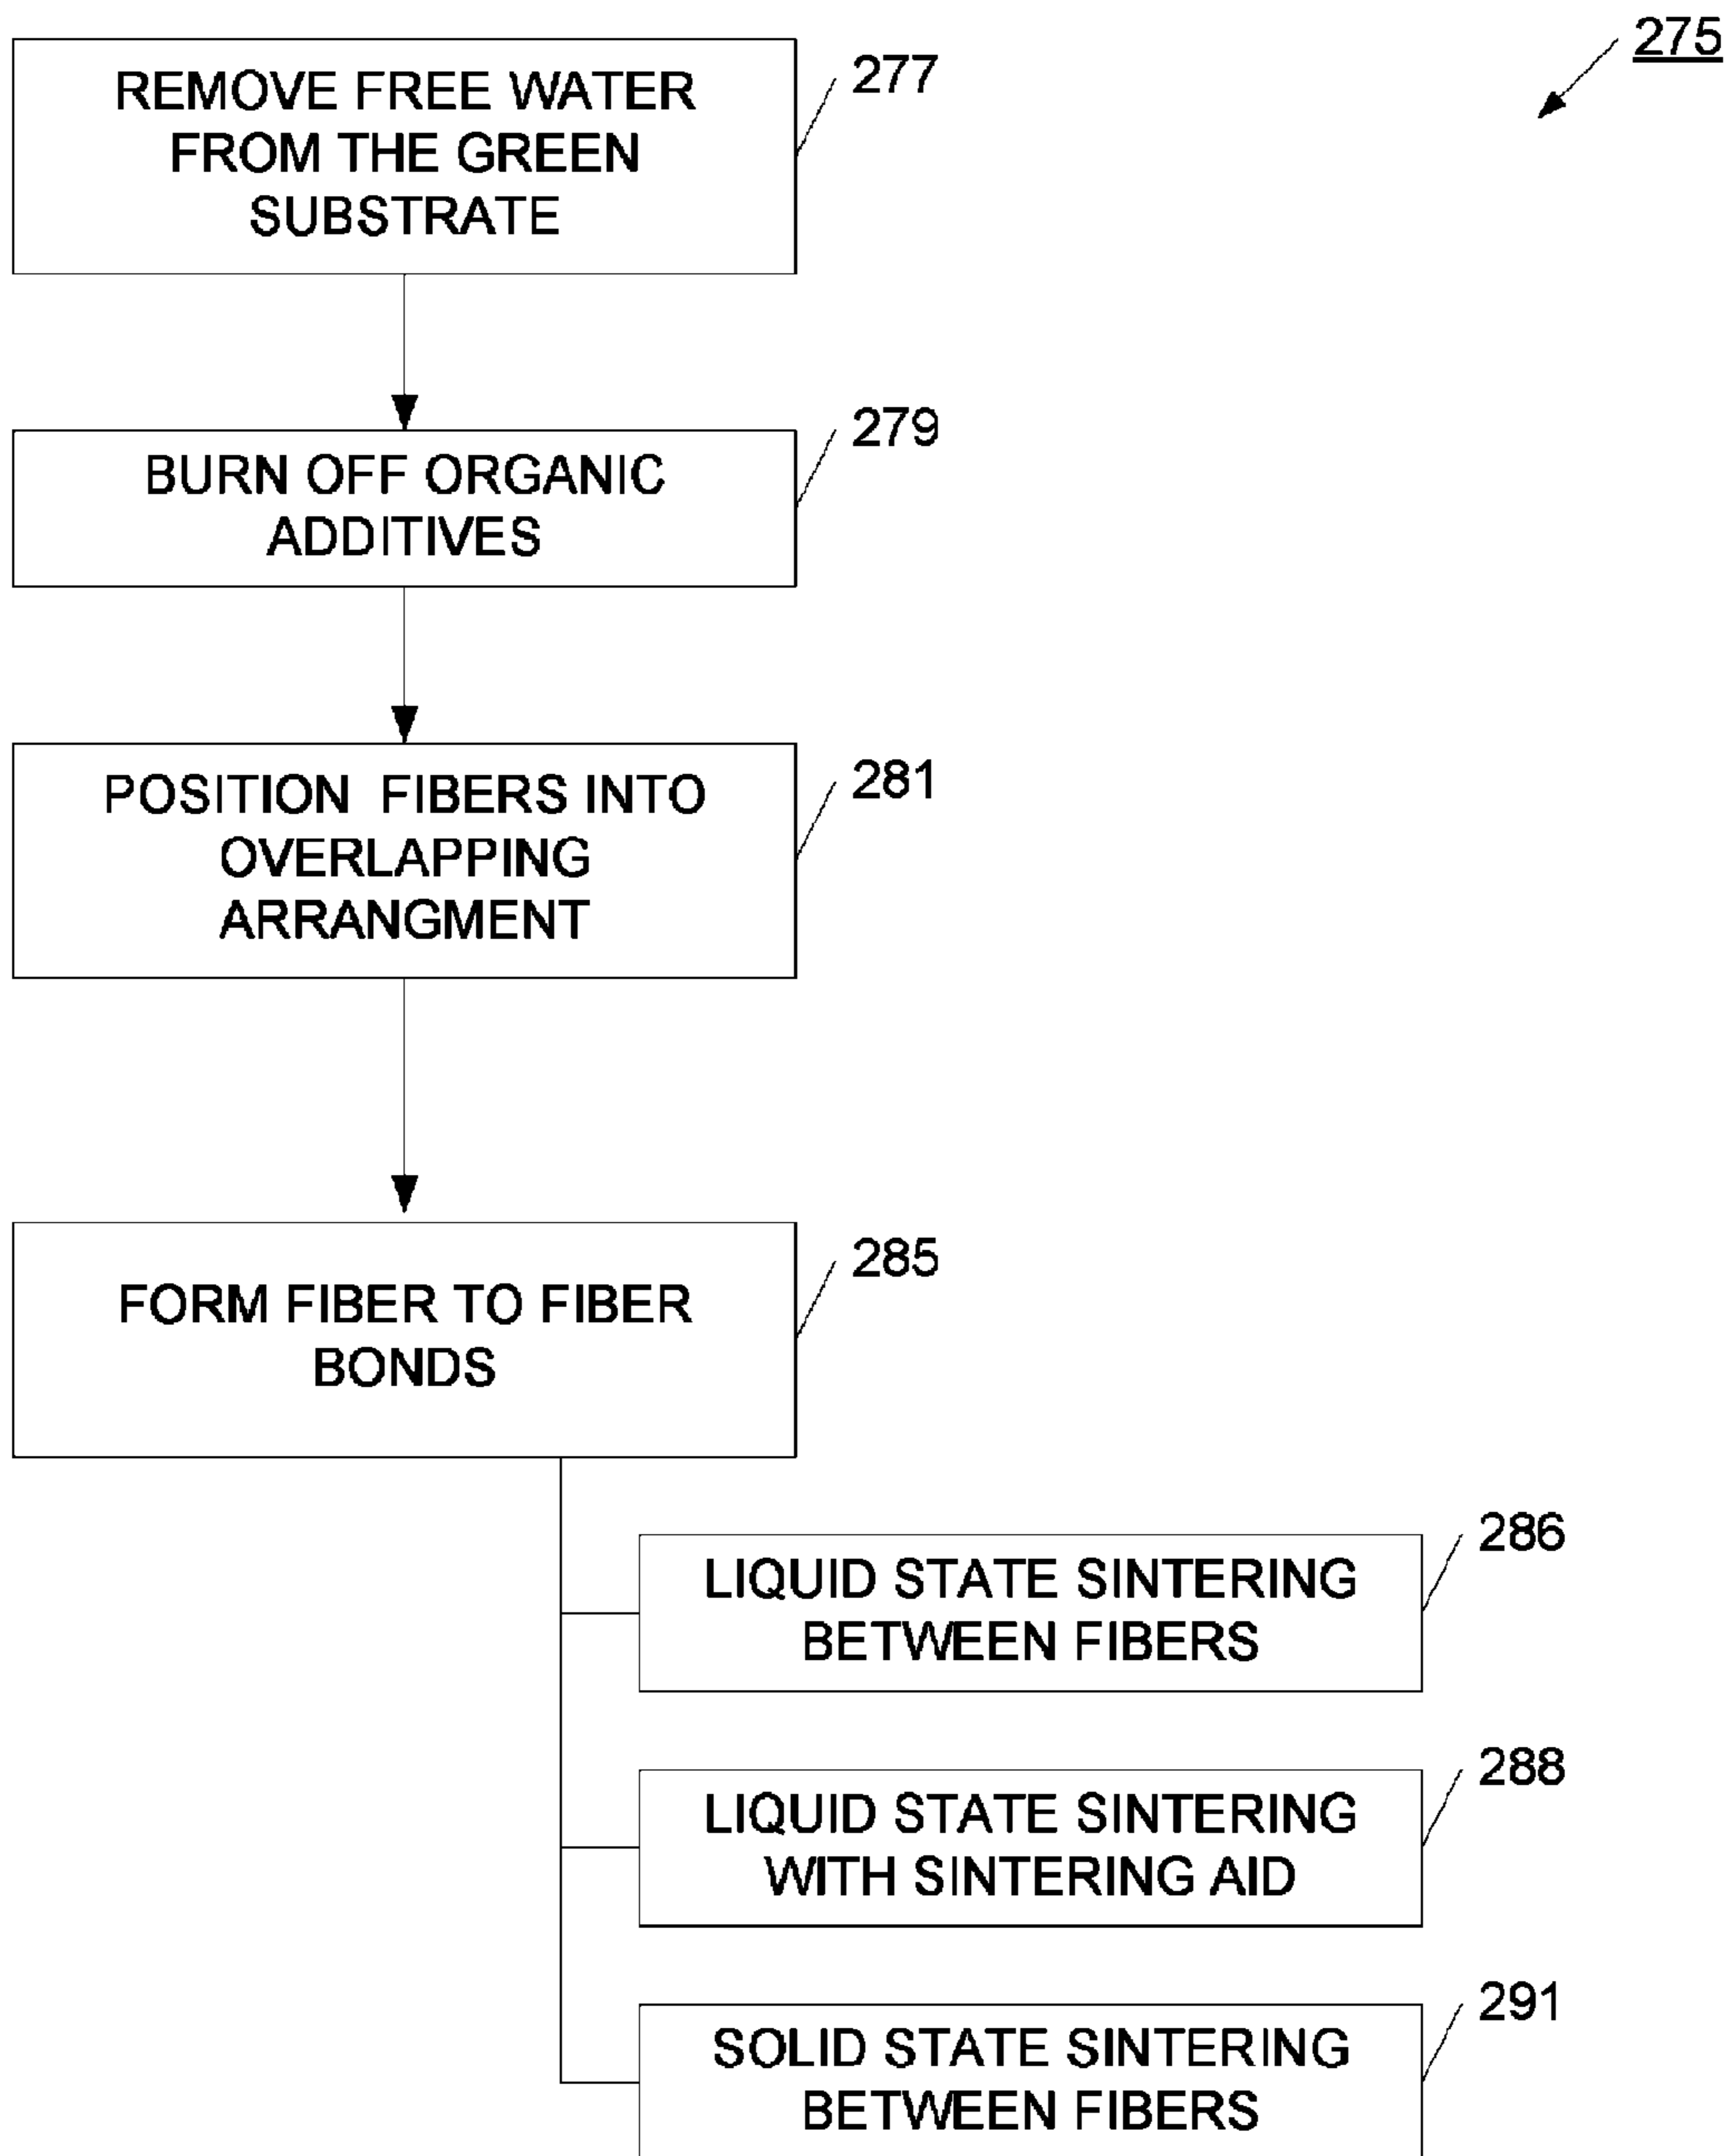 275
REMOVE FREE WATER
FROM THE GREEN
SUBSTRATE
277
BURN OFF ORGANIC
ADDITIVES
279
POSITION FIBERS INTO
OVERLAPPING
ARRANGMENT
281
FORM FIBER TO FIBER
BONDS
285
LIQUID STATE SINTERING
BETWEEN FIBERS
286
LIQUID STATE SINTERING
WITH SINTERING AID
288
SOLID STATE SINTERING
BETWEEN FIBERS
291